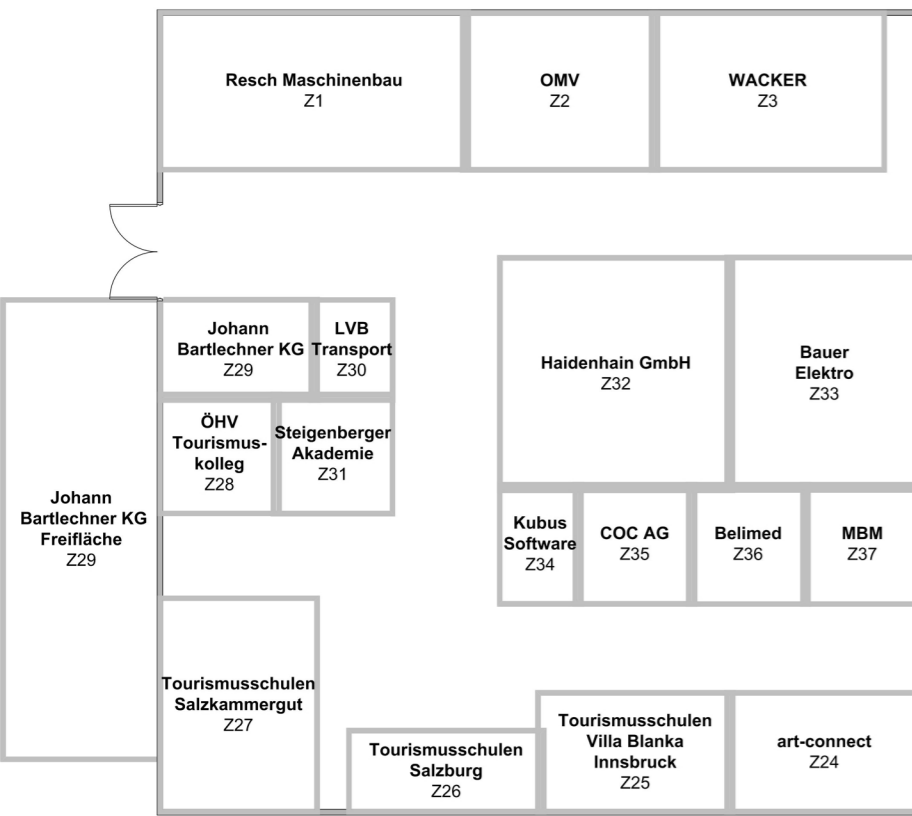 Resch Maschinenbau
Z1
OMV
Z2
WACKER
Z3
Johann
Bartlechner KG
Z29
LVB
Transport
Z30
Haidenhain GmbH
Z32
Bauer
Elektro
Z33
ÖHV
Tourismus-
kolleg
Z28
Steigenberger
Akademie
Z31
Johann
Bartlechner KG
Freifläche
Z29
Kubus
Software
Z34
COC AG
Z35
Belimed
Z36
MBM
Z37
Tourismusschulen
Salzkammergut
Z27
Tourismusschulen
Salzburg
Z26
Tourismusschulen
Villa Blanka
Innsbruck
Z25
art-connect
Z24